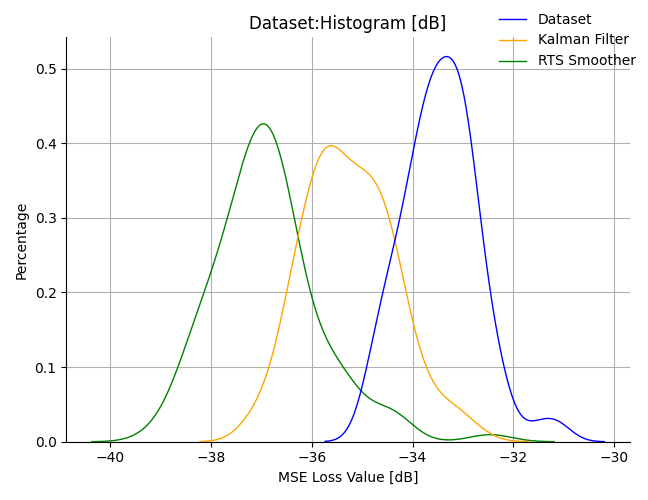 Dataset:Histogram [dB]
Dataset
Kalman Filter
RTS Smoother
Percentage
0.5
0.4
0.3
0.2
0.1
0.0
−40 −38 −36 −34 −32 −30
MSE Loss Value [dB]